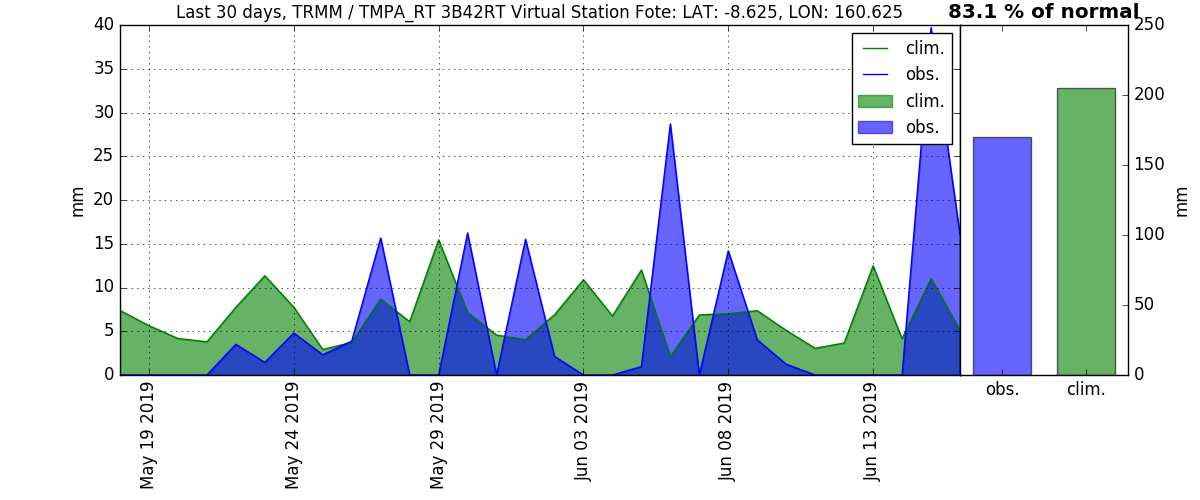 Last 30 days, TRMM / TMPA_RT 3B42RT Virtual Station Fote: LAT: -8.625, LON: 160.625
83.1 % of normal
40
35
30
25
20
15
10
5
0
mm
clim.
obs.
clim.
obs.
May 19 2019
May 24 2019
May 29 2019
Jun 03 2019
Jun 08 2019
Jun 13 2019
250
200
150
100
50
0
mm
obs.
clim.